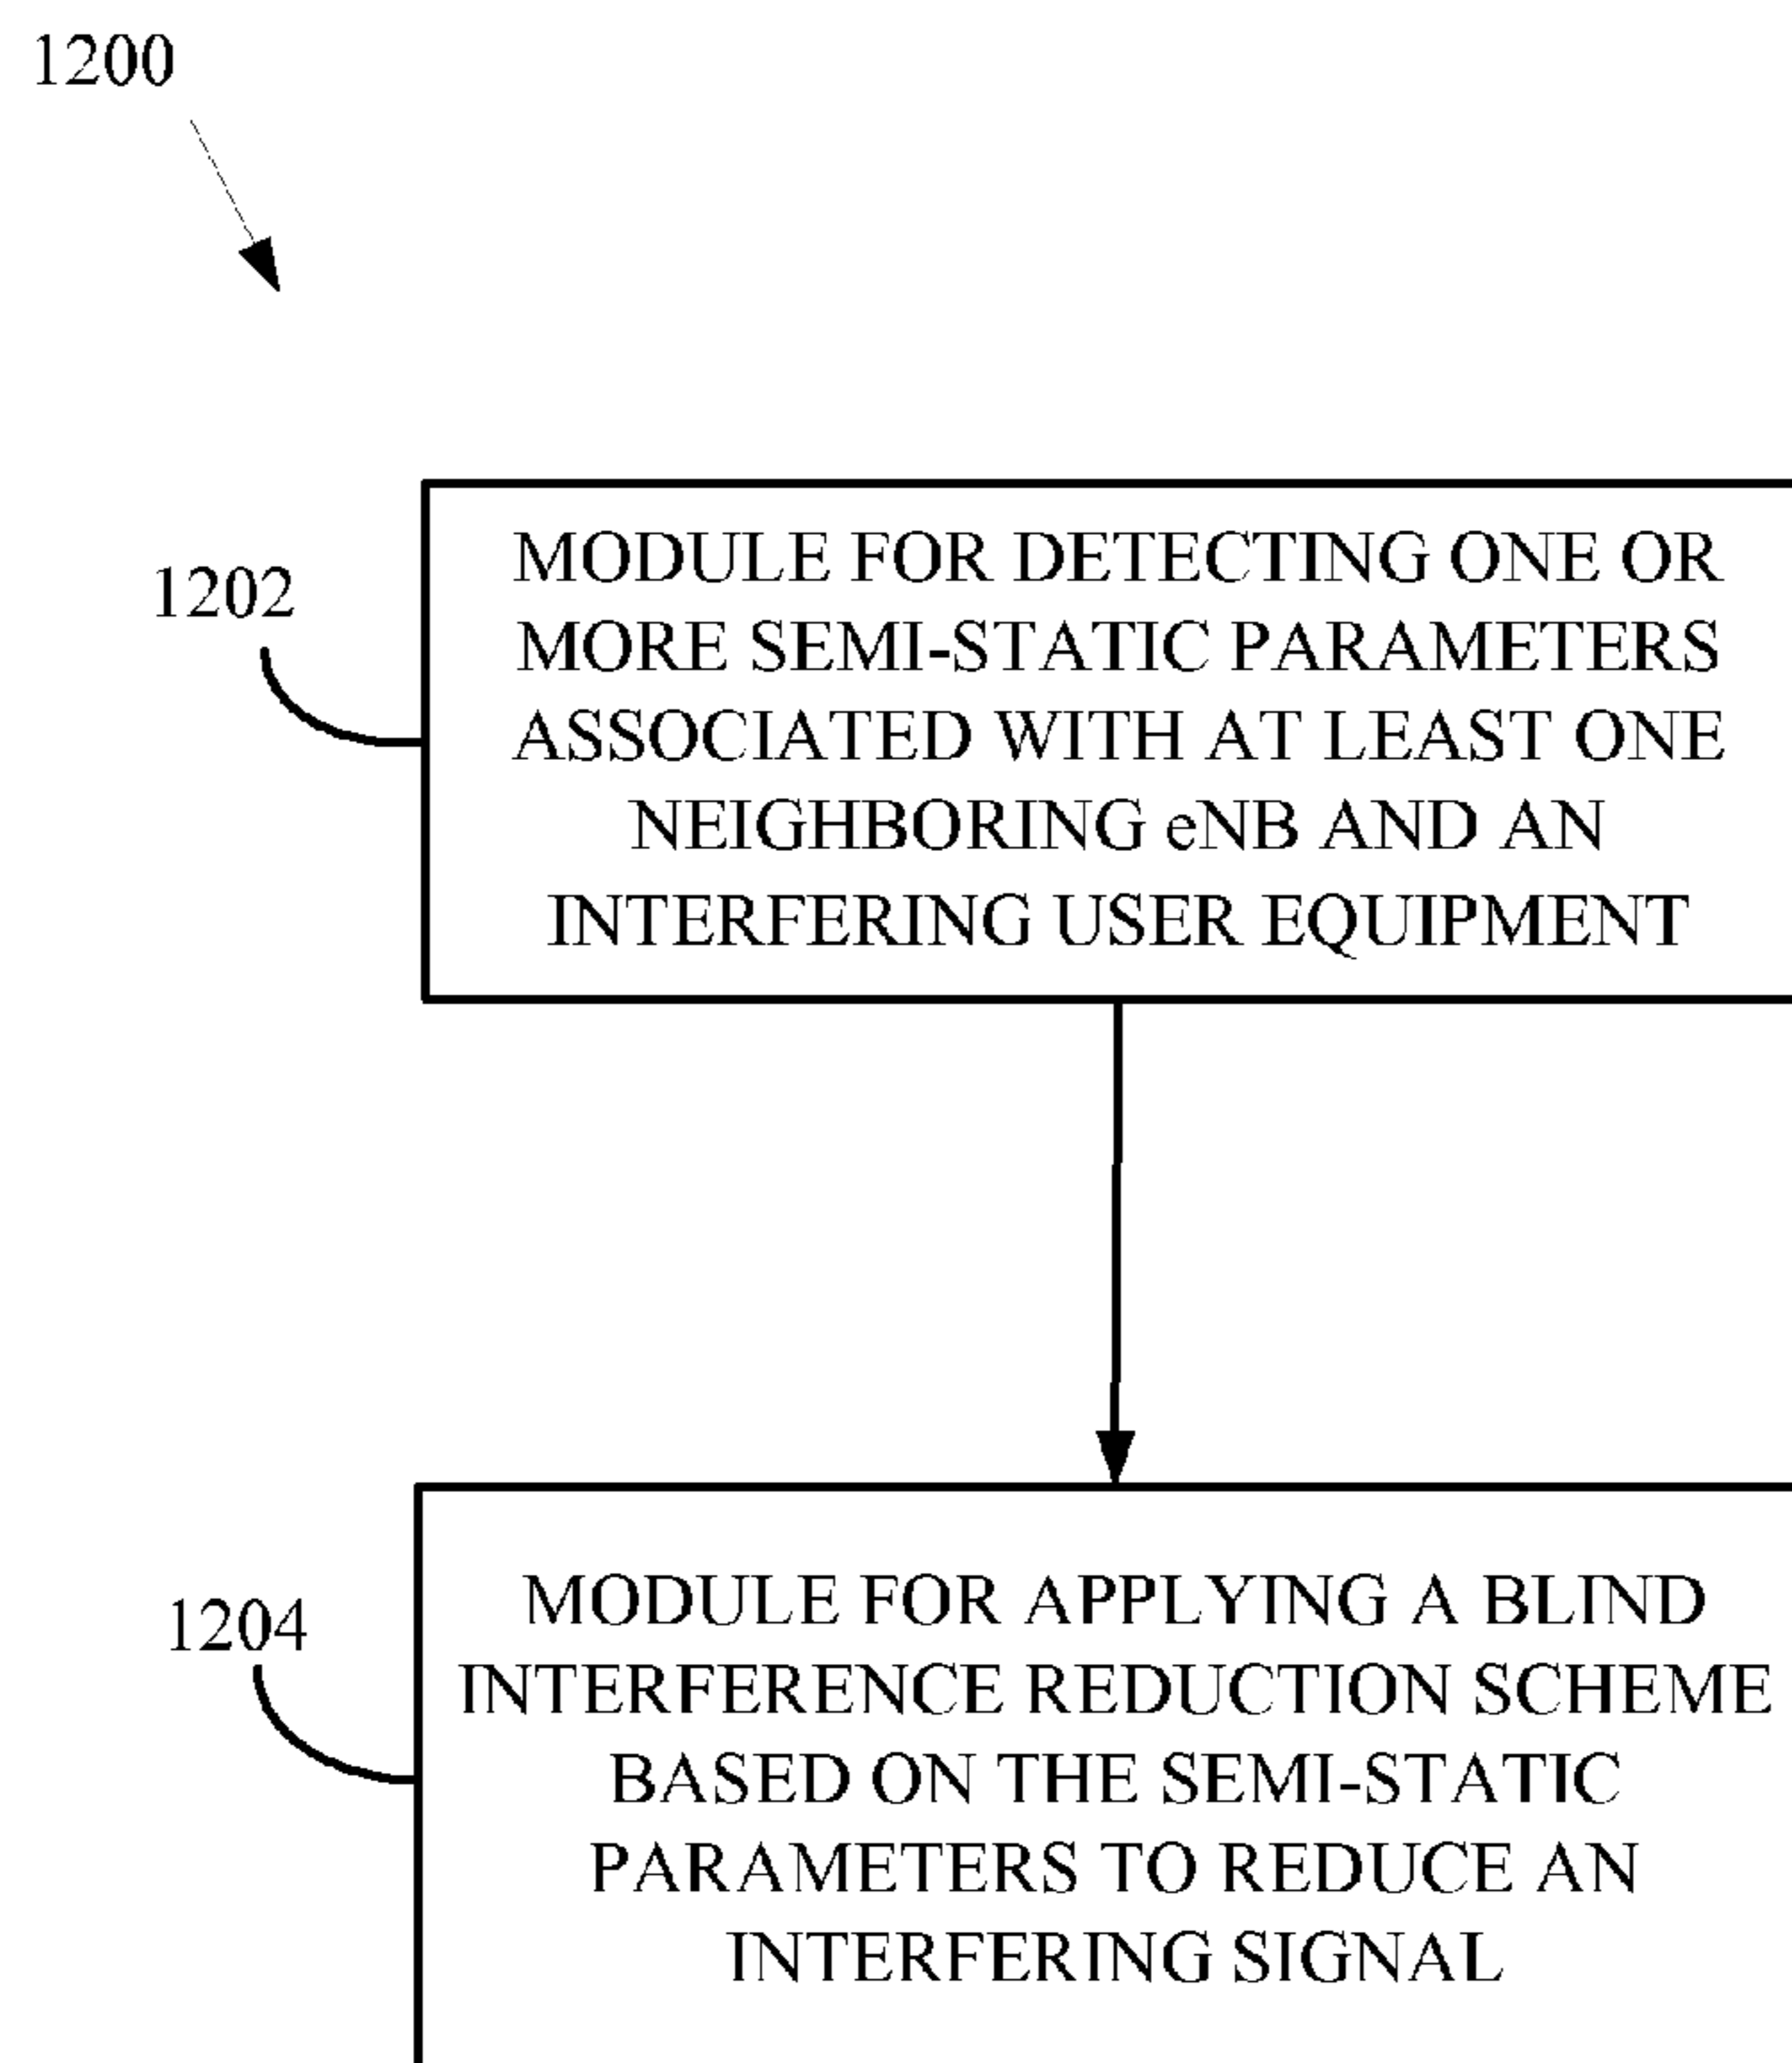 1200
1202
MODULE FOR DETECTING ONE OR
MORE SEMI-STATIC PARAMETERS
ASSOCIATED WITH AT LEAST ONE
NEIGHBORING eNB AND AN
INTERFERING USER EQUIPMENT
1204
MODULE FOR APPLYING A BLIND
INTERFERENCE REDUCTION SCHEME
BASED ON THE SEMI-STATIC
PARAMETERS TO REDUCE AN
INTERFERING SIGNAL